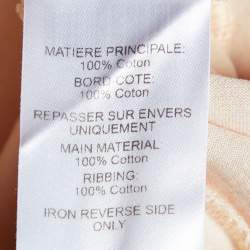 MATIERE PRINCIPALE:
100% Coton
BORD-COTE:
100% Coton
REPASSER SUR ENVERS
UNIQUEMENT
MAIN MATERIAL:
100% Cotton
RIBBING:
100% Cotton
IRON REVERSE SIDE
ONLY